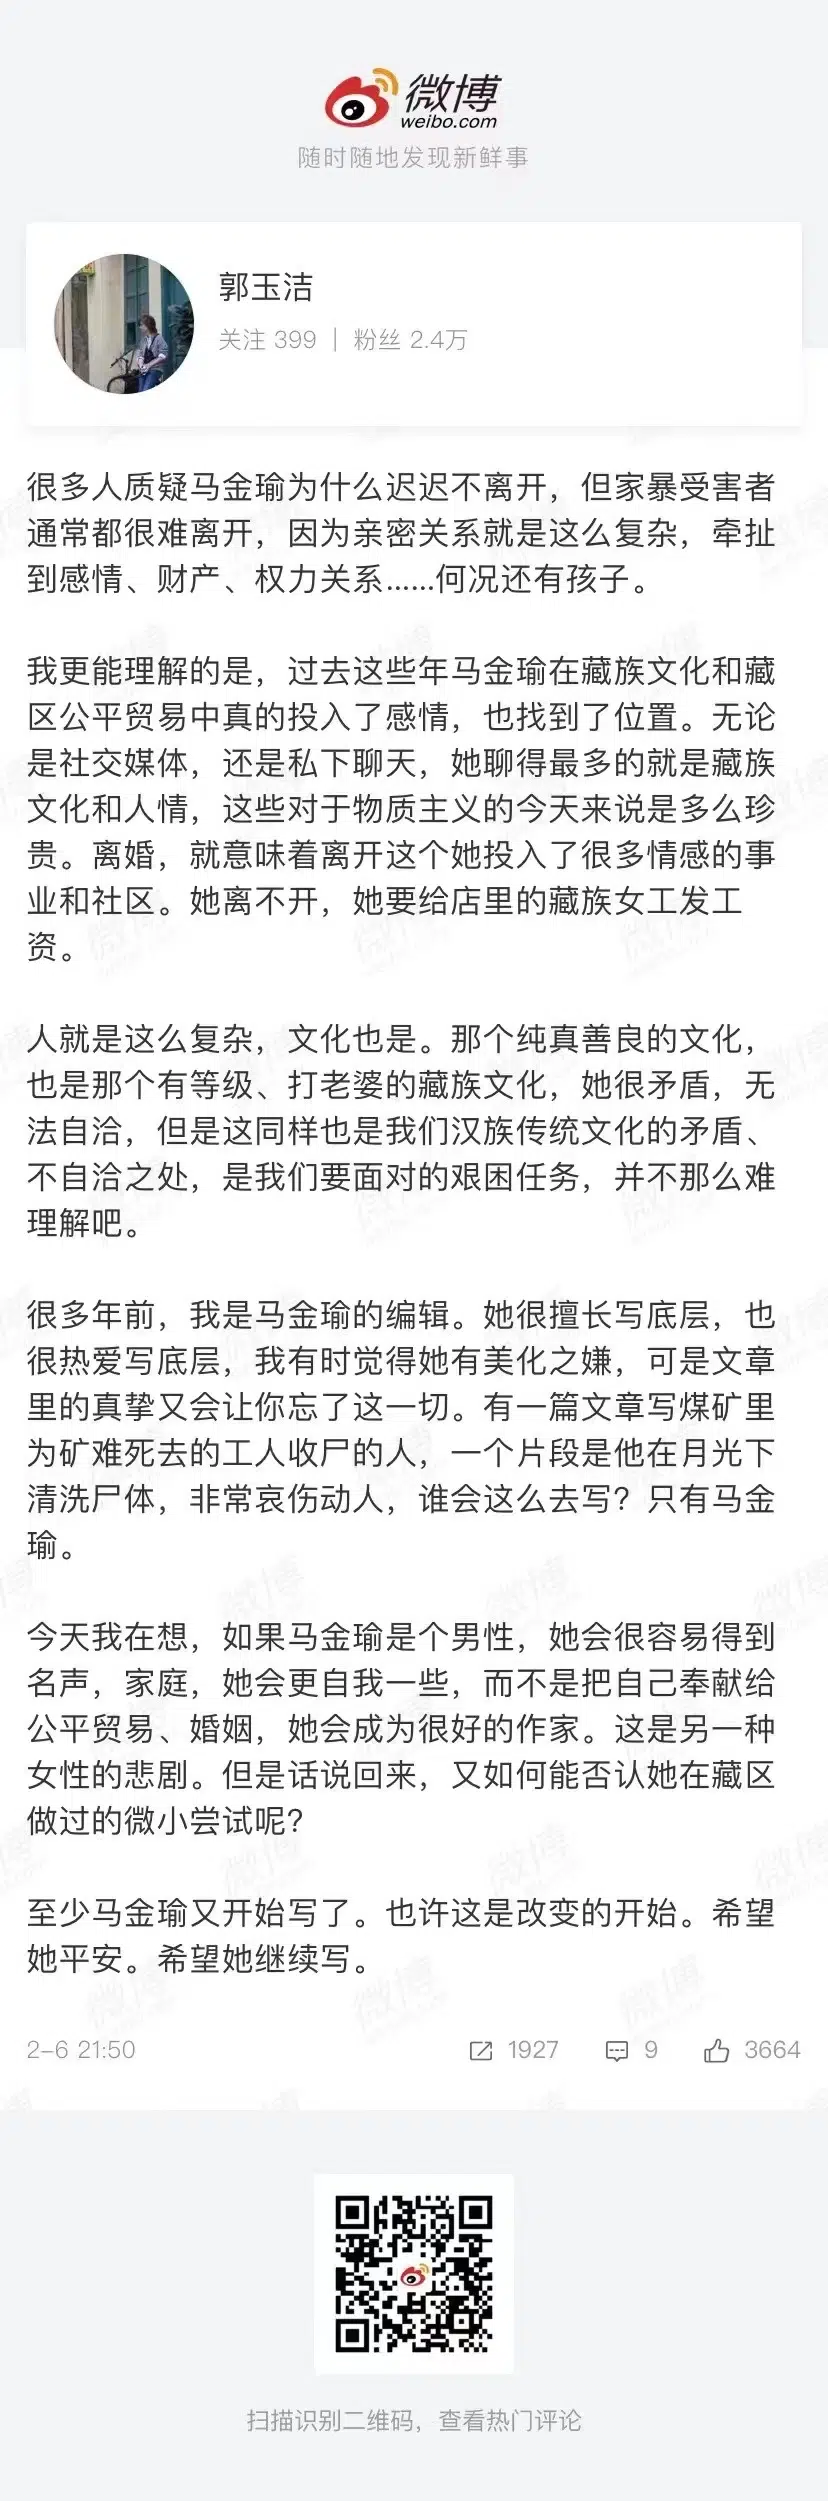 微博
weibo.com
随时随地发现新鲜事
郭玉洁
关注 399 | 粉丝 2.4万
很多人质疑马金瑜为什么迟迟不离开，但家暴受害者
通常都很难离开，因为亲密关系就是这么复杂，牵扯
到感情、财产、权力关系……何况还有孩子。
我更能理解的是，过去这些年马金瑜在藏族文化和藏
区公平贸易中真的投入了感情，也找到了位置。无论
是社交媒体，还是私下聊天，她聊得最多的就是藏族
文化和人情，这些对于物质主义的今天来说是多么珍
贵。离婚，就意味着离开这个她投入了很多情感的事
业和社区。她离不开，她要给店里的藏族女工发工
资。
人就是这么复杂，文化也是。那个纯真善良的文化，
也是那个有等级、打老婆的藏族文化，她很矛盾，无
法自洽，但是这同样也是我们汉族传统文化的矛盾、
不自洽之处，是我们要面对的艰困任务，并不那么难
理解吧。
很多年前，我是马金瑜的编辑。她很擅长写底层，也
很热爱写底层，我有时觉得她有美化之嫌，可是文章
里的真挚又会让你忘了这一切。有一篇文章写煤矿里
为矿难死去的工人收尸的人，一个片段是他在月光下
清洗尸体，非常哀伤动人，谁会这么去写？只有马金
瑜。
今天我在想，如果马金瑜是个男性，她会很容易得到
名声，家庭，她会更自我一些，而不是把自己奉献给
公平贸易、婚姻，她会成为很好的作家。这是另一种
女性的悲剧。但是话说回来，又如何能否认她在藏区
做过的微小尝试呢？
至少马金瑜又开始写了。也许这是改变的开始。希望
她平安。希望她继续写。
2-6 21:50 1927 9 3664
扫描识别二维码，查看热门评论